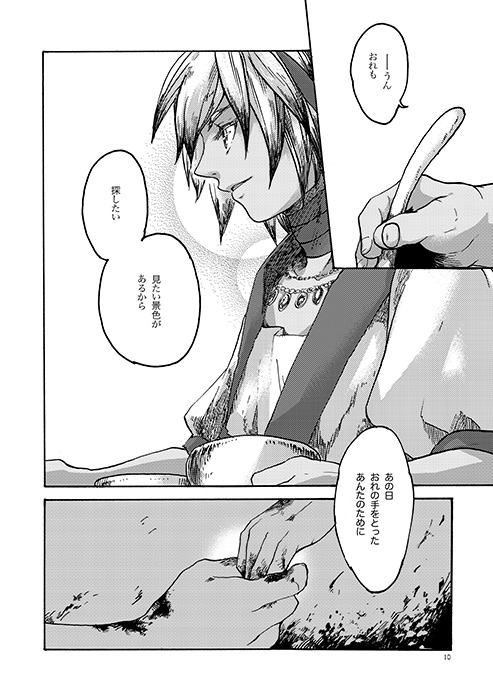 ――うん
おれも
探したい
見たい景色が
あるから
あの日
おれの手をとった
あんたのために
10